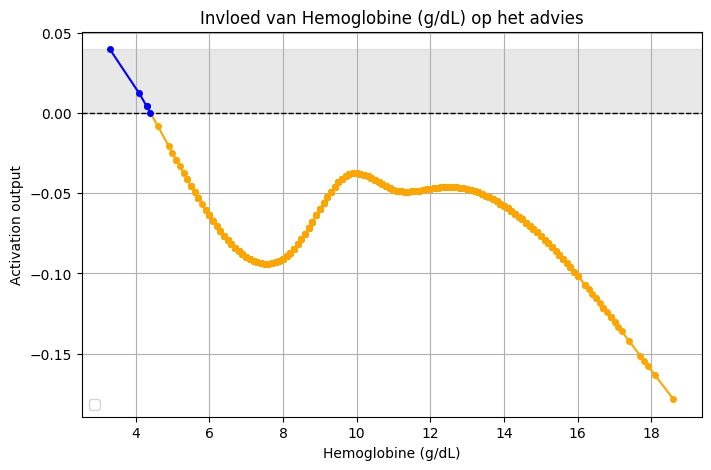 Invloed van Hemoglobine (g/dL) op het advies
0.05
0.00
−0.05
−0.10
−0.15
Activation output
4 6 8 10 12 14 16 18
Hemoglobine (g/dL)